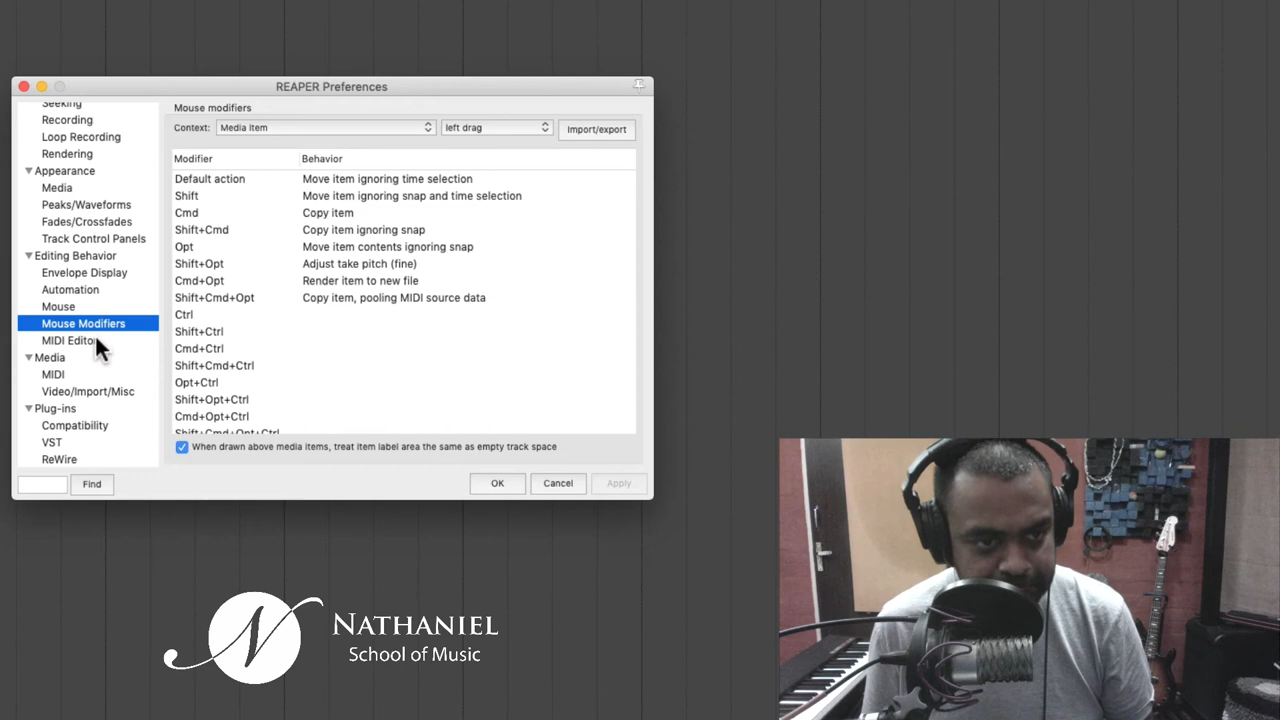 REAPER Preferences
Seeking
Recording
Loop Recording
Rendering
Appearance
Media
Peaks/Waveforms
Fades/Crossfades
Track Control Panels
Editing Behavior
Envelope Display
Automation
Mouse
Mouse Modifiers
MIDI Editor
Media
MIDI
Video/Import/Misc
Plug-ins
Compatibility
VST
ReWire
Find
Mouse modifiers
Context: Media item left drag Import/export
Modifier Behavior
Default action Move item ignoring time selection
Shift Move item ignoring snap and time selection
Cmd Copy item
Shift+Cmd Copy item ignoring snap
Opt Move item contents ignoring snap
Shift+Opt Adjust take pitch (fine)
Cmd+Opt Render item to new file
Shift+Cmd+Opt Copy item, pooling MIDI source data
Ctrl
Shift+Ctrl
Cmd+Ctrl
Shift+Cmd+Ctrl
Opt+Ctrl
Shift+Opt+Ctrl
Cmd+Opt+Ctrl
Shift+Cmd+Opt+Ctrl
When drawn above media items, treat item label area the same as empty track space
OK Cancel Apply
N
NATHANIEL
School of Music